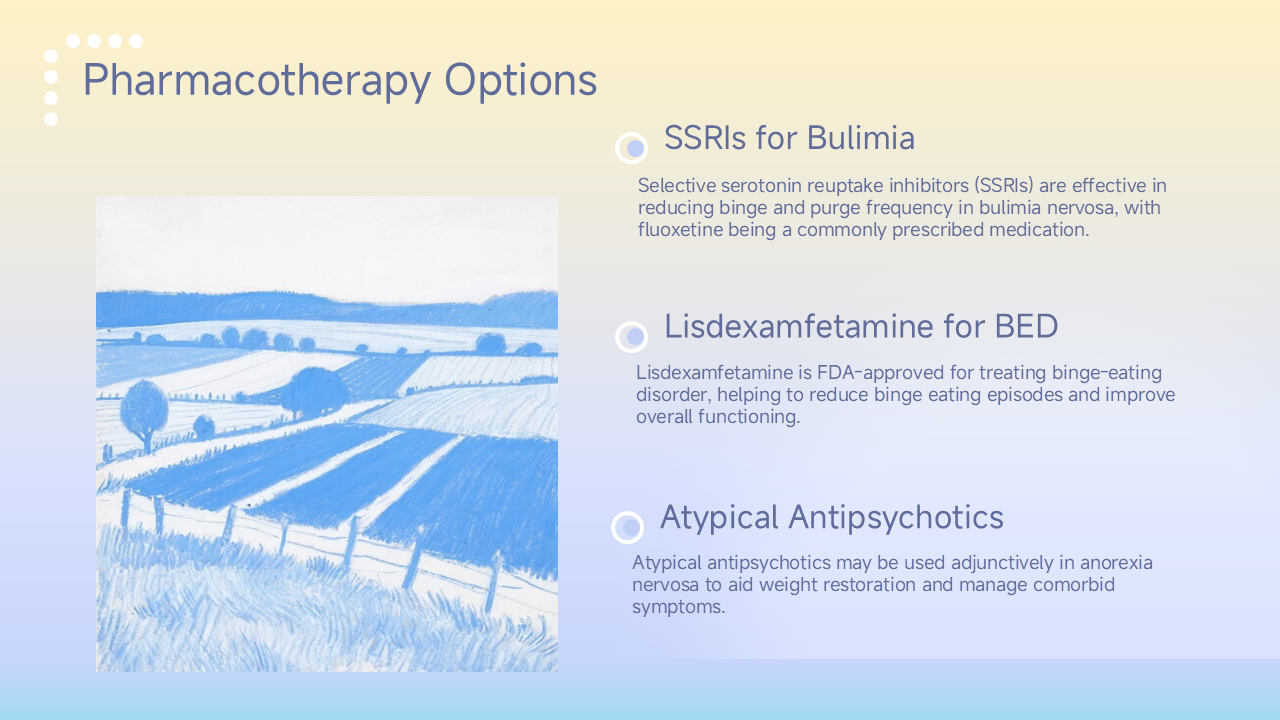 Pharmacotherapy Options
SSRIs for Bulimia
Selective serotonin reuptake inhibitors (SSRIs) are effective in
reducing binge and purge frequency in bulimia nervosa, with
fluoxetine being a commonly prescribed medication.
Lisdexamfetamine for BED
Lisdexamfetamine is FDA-approved for treating binge-eating
disorder, helping to reduce binge eating episodes and improve
overall functioning.
Atypical Antipsychotics
Atypical antipsychotics may be used adjunctively in anorexia
nervosa to aid weight restoration and manage comorbid
symptoms.